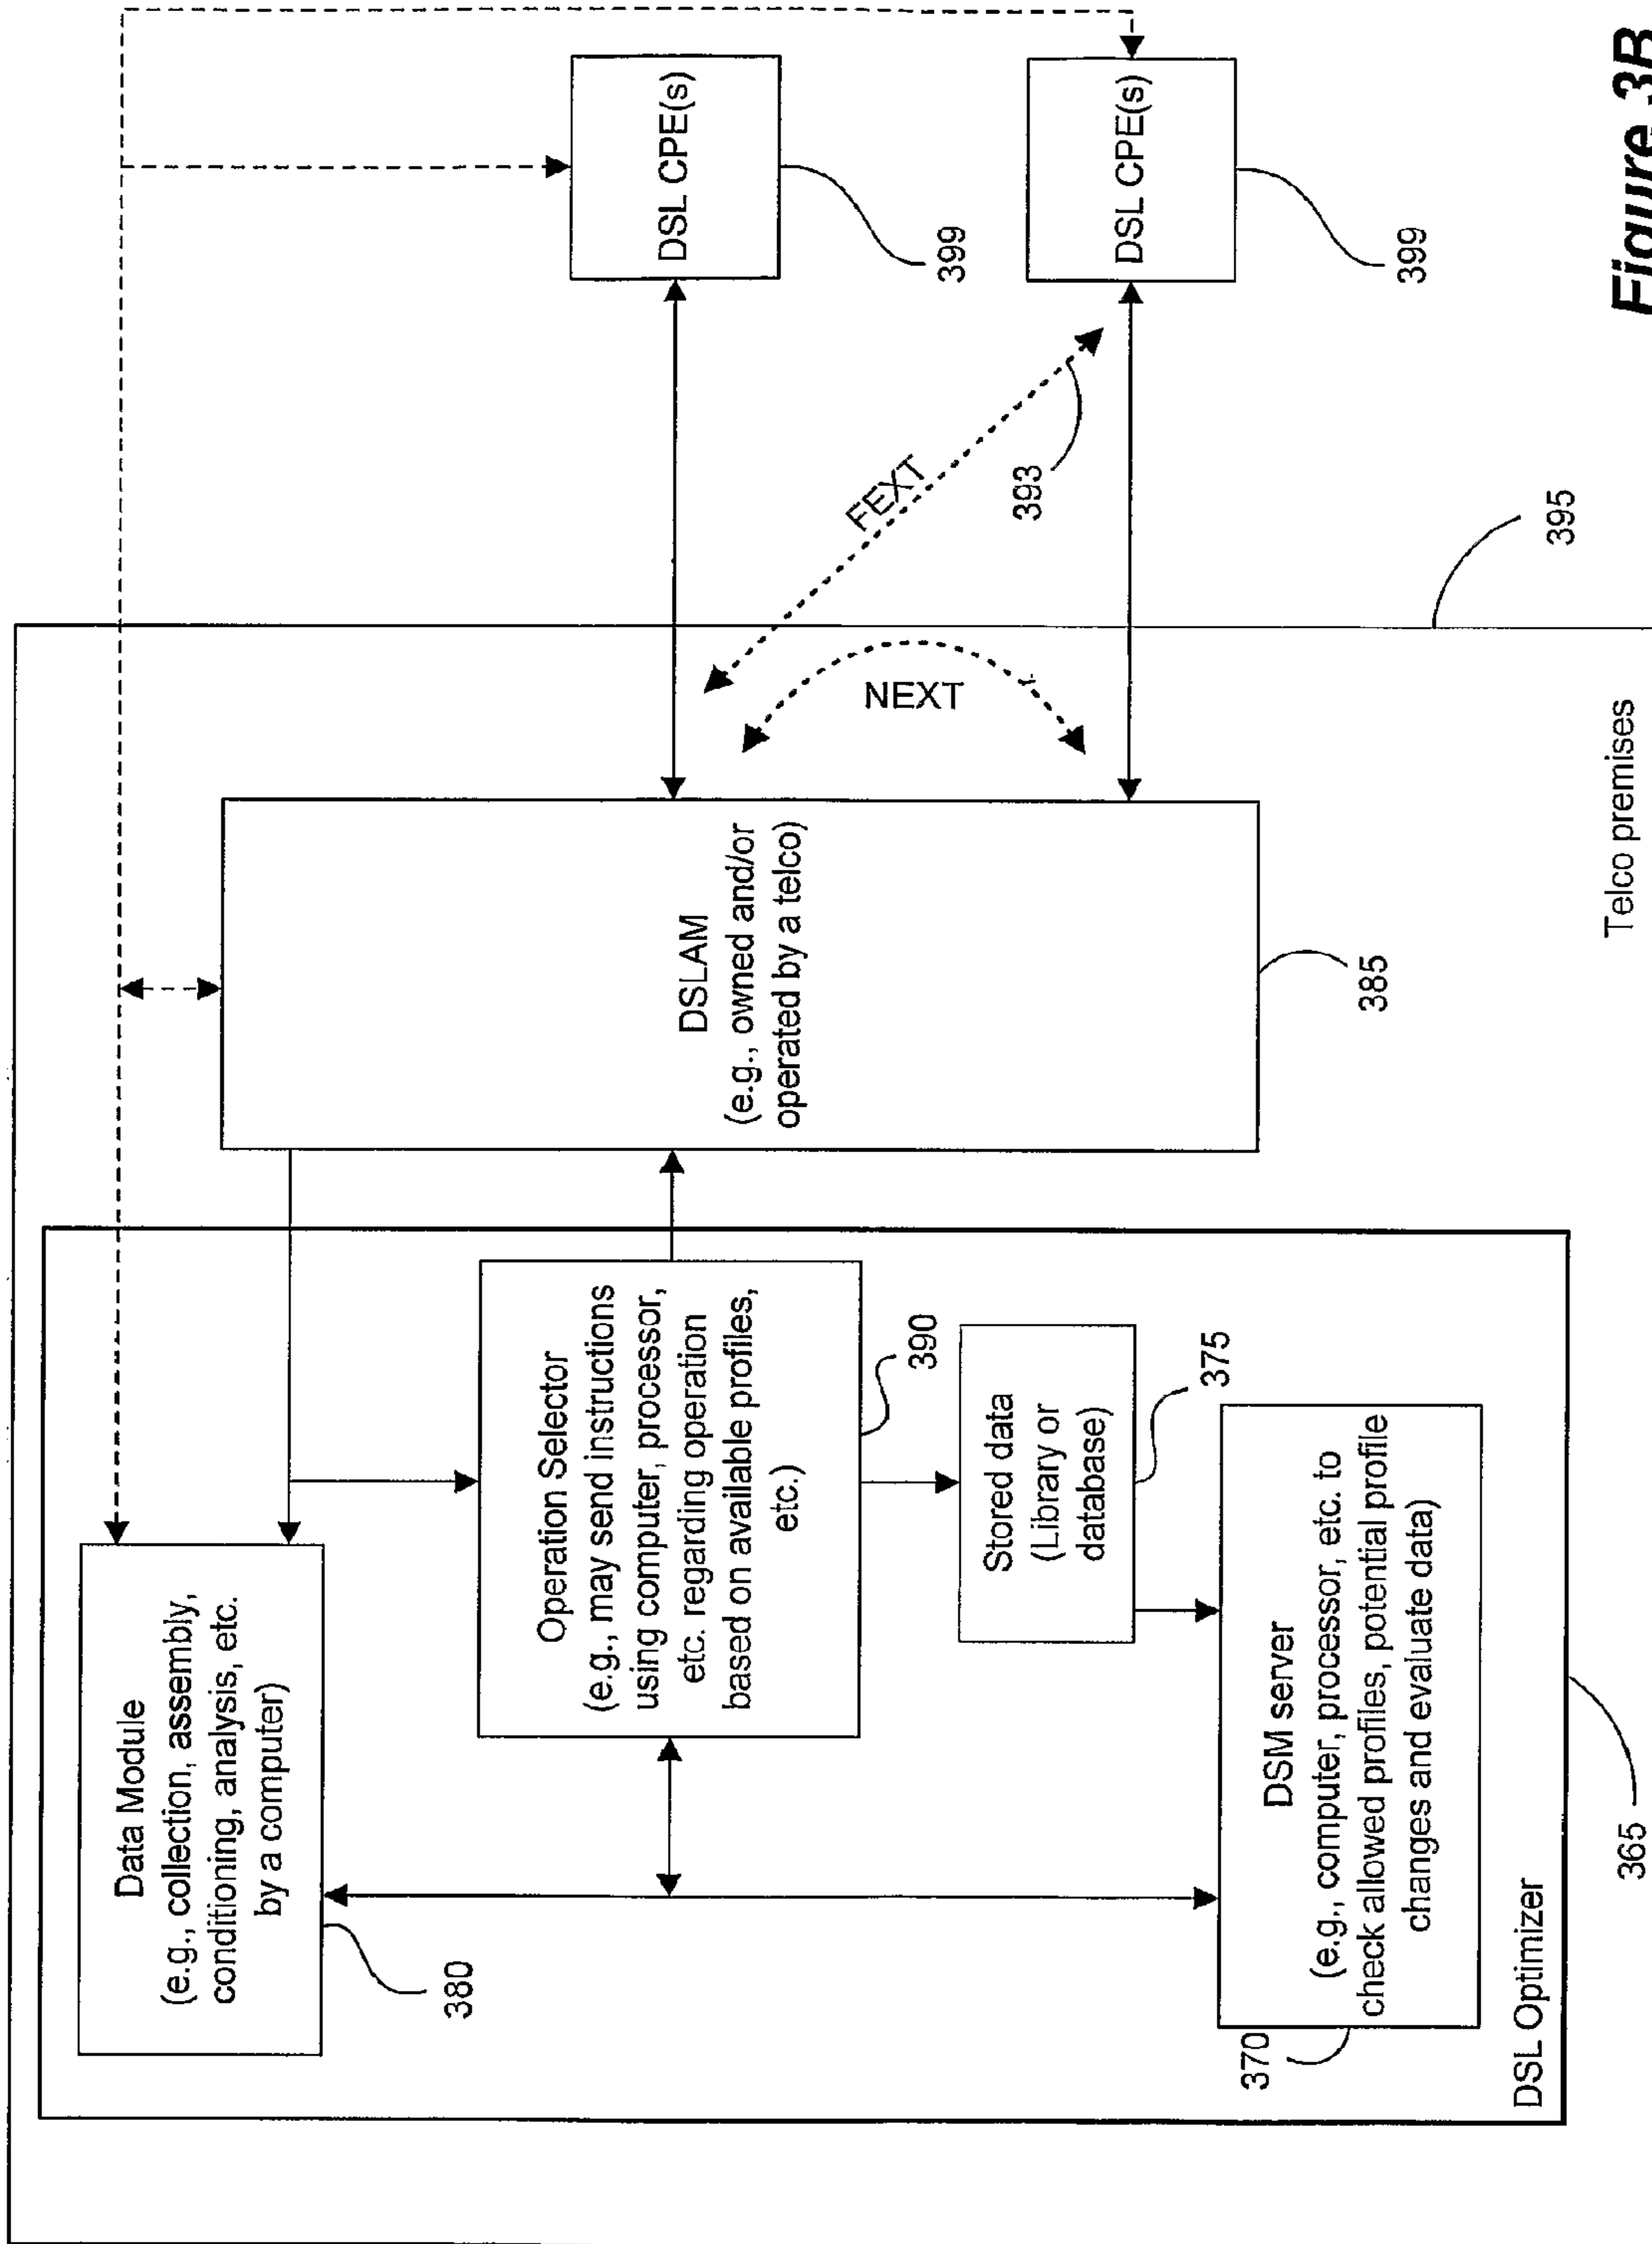 Data Module
(e.g., collection, assembly,
conditioning, analysis, etc.
by a computer)
380
Operation Selector
(e.g., may send instructions
using computer, processor,
etc. regarding operation
based on available profiles,
etc.)
390
Stored data
(Library or
database)
375
DSM server
(e.g., computer, processor, etc. to
check allowed profiles, potential profile
changes and evaluate data)
370
DSL Optimizer
365
DSLAM
(e.g., owned and/or
operated by a telco)
385
NEXT
FEXT
393
DSL CPE(s)
399
DSL CPE(s)
399
395
Telco premises
Figure 3B